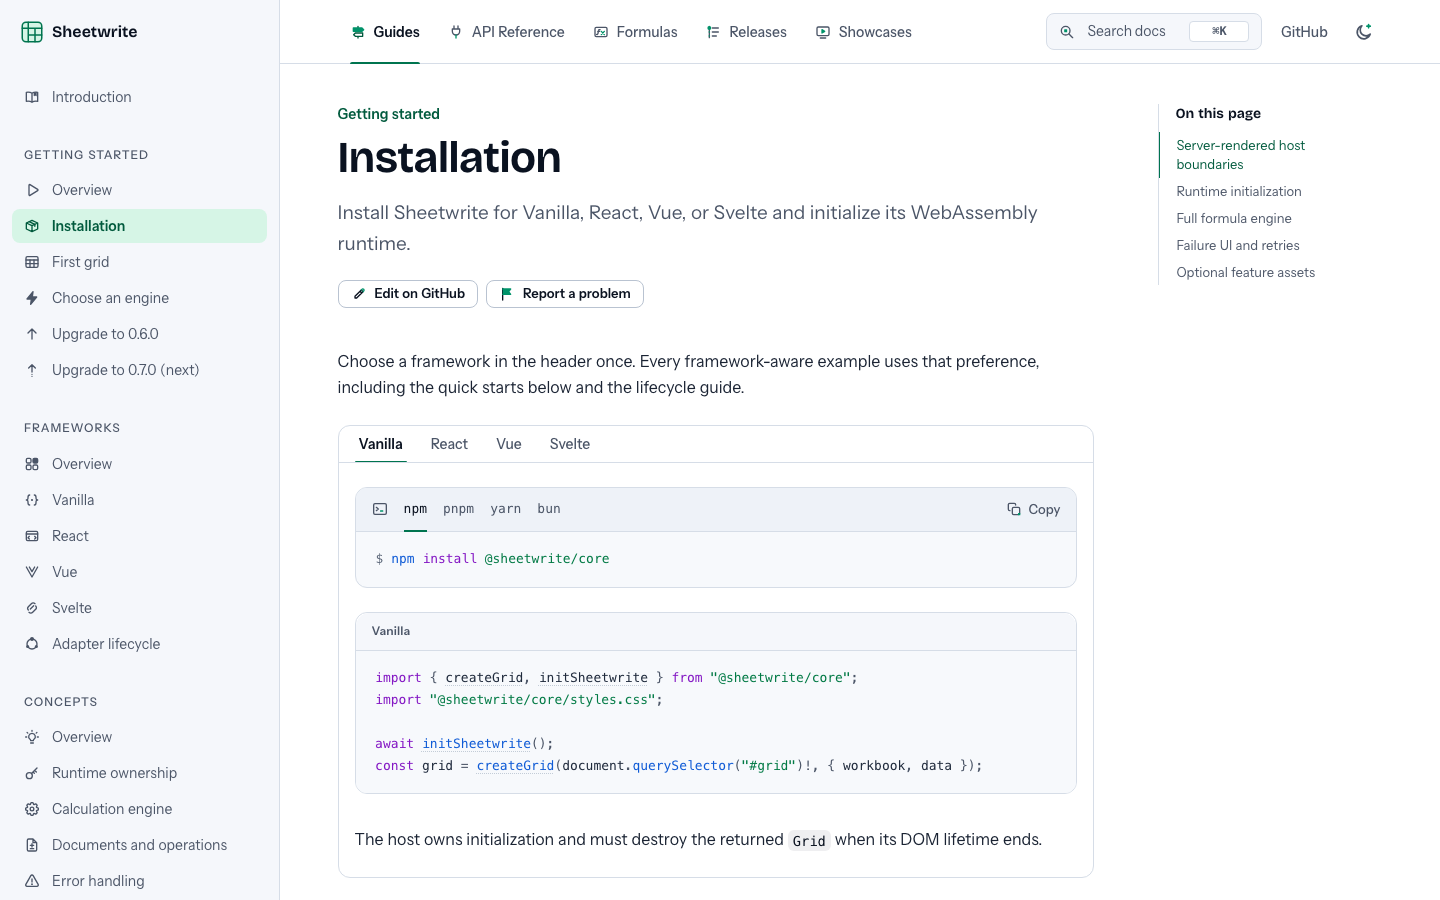 Sheetwrite
Guides
API Reference
Formulas
Releases
Showcases
Search docs
⌘K
GitHub
Introduction
GETTING STARTED
Overview
Installation
First grid
Choose an engine
Upgrade to 0.6.0
Upgrade to 0.7.0 (next)
FRAMEWORKS
Overview
Vanilla
React
Vue
Svelte
Adapter lifecycle
CONCEPTS
Overview
Runtime ownership
Calculation engine
Documents and operations
Error handling
Getting started
Installation
Install Sheetwrite for Vanilla, React, Vue, or Svelte and initialize its WebAssembly
runtime.
Edit on GitHub
Report a problem
Choose a framework in the header once. Every framework-aware example uses that preference,
including the quick starts below and the lifecycle guide.
Vanilla
React
Vue
Svelte
npm
pnpm
yarn
bun
Copy
$ npm install @sheetwrite/core
Vanilla
import { createGrid, initSheetwrite } from "@sheetwrite/core";
import "@sheetwrite/core/styles.css";
await initSheetwrite();
const grid = createGrid(document.querySelector("#grid")!, { workbook, data });
The host owns initialization and must destroy the returned Grid when its DOM lifetime ends.
On this page
Server-rendered host
boundaries
Runtime initialization
Full formula engine
Failure UI and retries
Optional feature assets